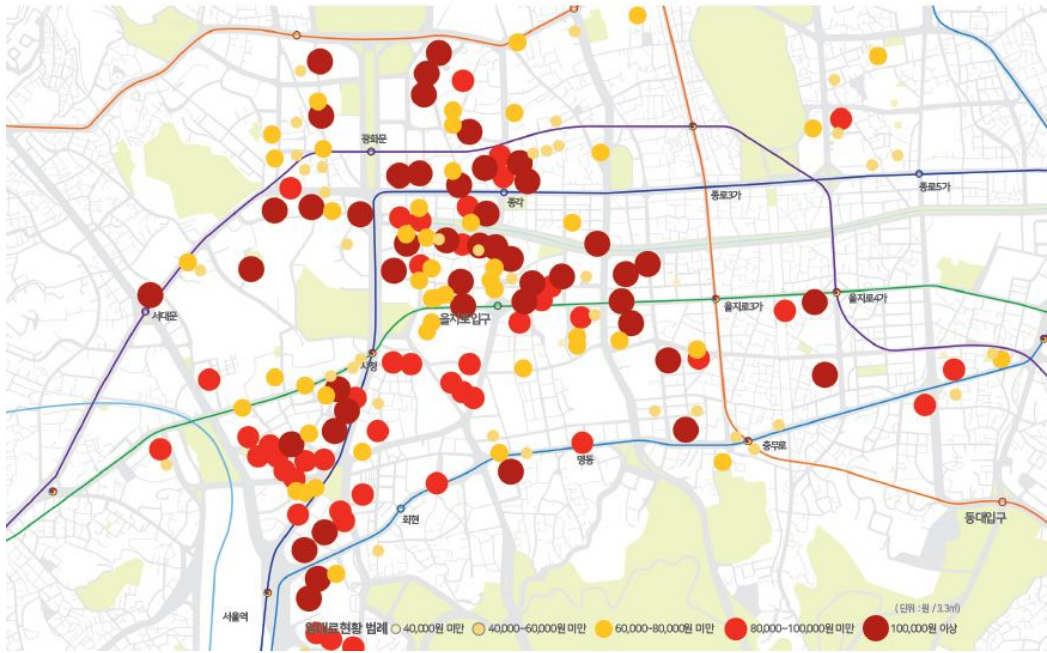 광화문
종각
종로3가
종로5가
서대문
을지로입구
을지로3가
을지로4가
시청
명동
충무로
회현
동대입구
서울역
(단위 : 원 / 3.3㎡)
임대료현황 범례 40,000원 미만 40,000~60,000원 미만 60,000~80,000원 미만 80,000~100,000원 미만 100,000원 이상